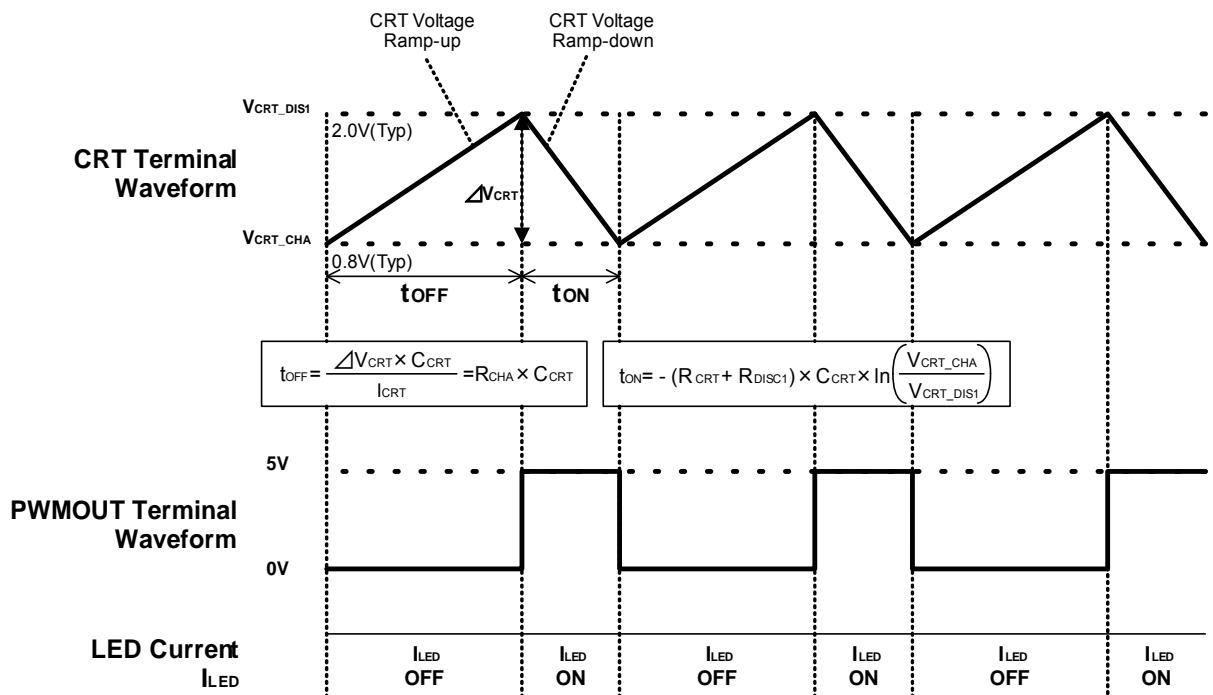 CRT Voltage
Ramp-up
CRT Voltage
Ramp-down
VCRT_DIS1
2.0V(Typ)
CRT Terminal
Waveform
⊿VCRT
VCRT_CHA
0.8V(Typ)
tOFF
tON
tOFF= ⊿VCRT × CCRT / ICRT =RCHA × CCRT
tON= - (RCRT+ RDISC1) × CCRT × ln(VCRT_CHA / VCRT_DIS1)
5V
PWMOUT Terminal
Waveform
0V
LED Current
ILED
ILED
OFF
ILED
ON
ILED
OFF
ILED
ON
ILED
OFF
ILED
ON